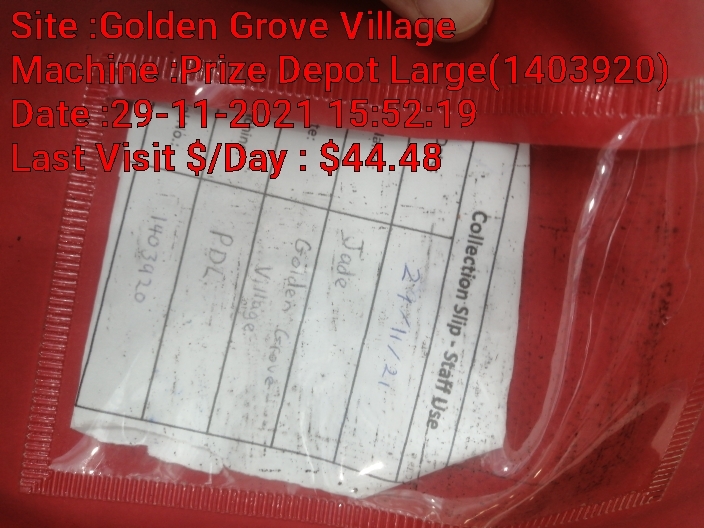 Site :Golden Grove Village
Machine :Prize Depot Large(1403920)
Date :29-11-2021 15:52:19
Last Visit $/Day : $44.48
Collection Slip - Staff Use
24/11/21
Jade
Golden Grove
Village
PDL
1403920